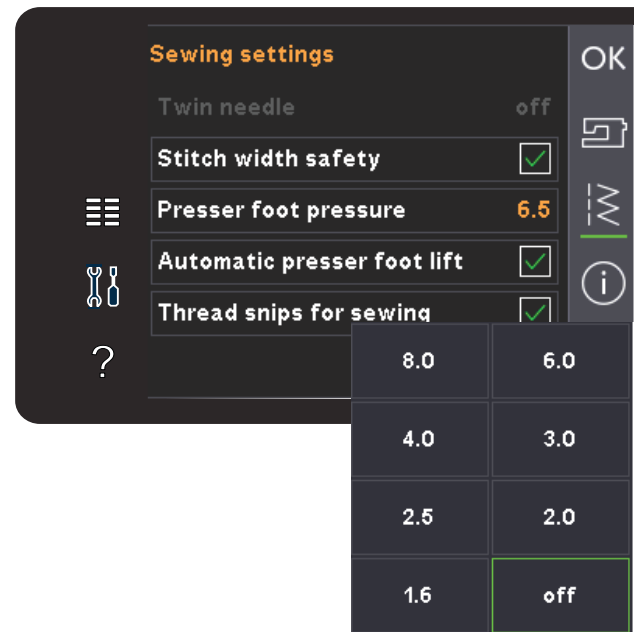 Sewing settings
OK
Twin needle off
Stitch width safety
Presser foot pressure 6.5
Automatic presser foot lift
Thread snips for sewing
?
i
8.0 6.0
4.0 3.0
2.5 2.0
1.6 off